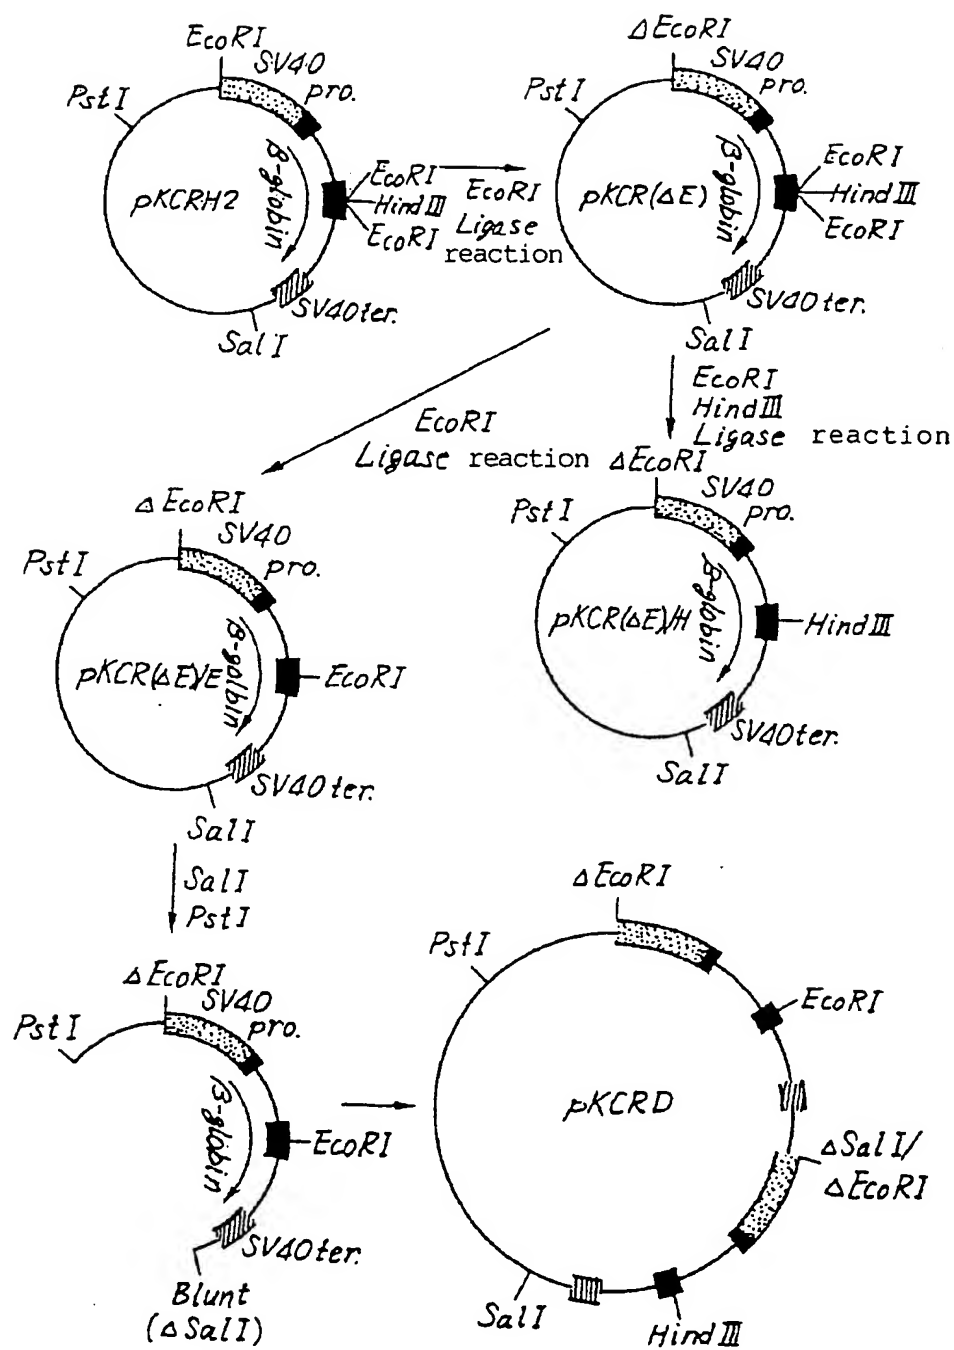 EcoRI
SV40
pro.
PstI
pKCRH2
β-globin
EcoRI
HindIII
EcoRI
SV40ter.
SalI
EcoRI
Ligase
reaction
ΔEcoRI
SV40
pro.
PstI
pKCR(ΔE)
β-globin
EcoRI
HindIII
EcoRI
SV40ter.
SalI
EcoRI
HindIII
Ligase reaction
EcoRI
Ligase reaction
ΔEcoRI
SV40
pro.
PstI
pKCR(ΔE)/H
β-globin
HindIII
SV40ter.
SalI
ΔEcoRI
SV40
pro.
PstI
pKCR(ΔE)/E
β-golbin
EcoRI
SV40ter.
SalI
SalI
PstI
ΔEcoRI
SV40
pro.
PstI
β-globin
EcoRI
SV40ter.
Blunt
(ΔSalI)
ΔEcoRI
PstI
EcoRI
pKCRD
ΔSalI/
ΔEcoRI
SalI
HindIII